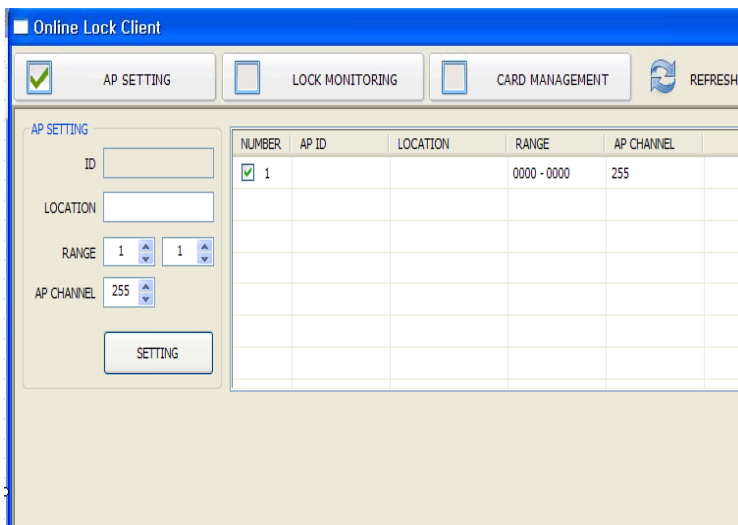 Online Lock Client
AP SETTING LOCK MONITORING CARD MANAGEMENT REFRESH
AP SETTING
ID
LOCATION
RANGE 1 1
AP CHANNEL 255
SETTING
NUMBER AP ID LOCATION RANGE AP CHANNEL
1 0000 - 0000 255